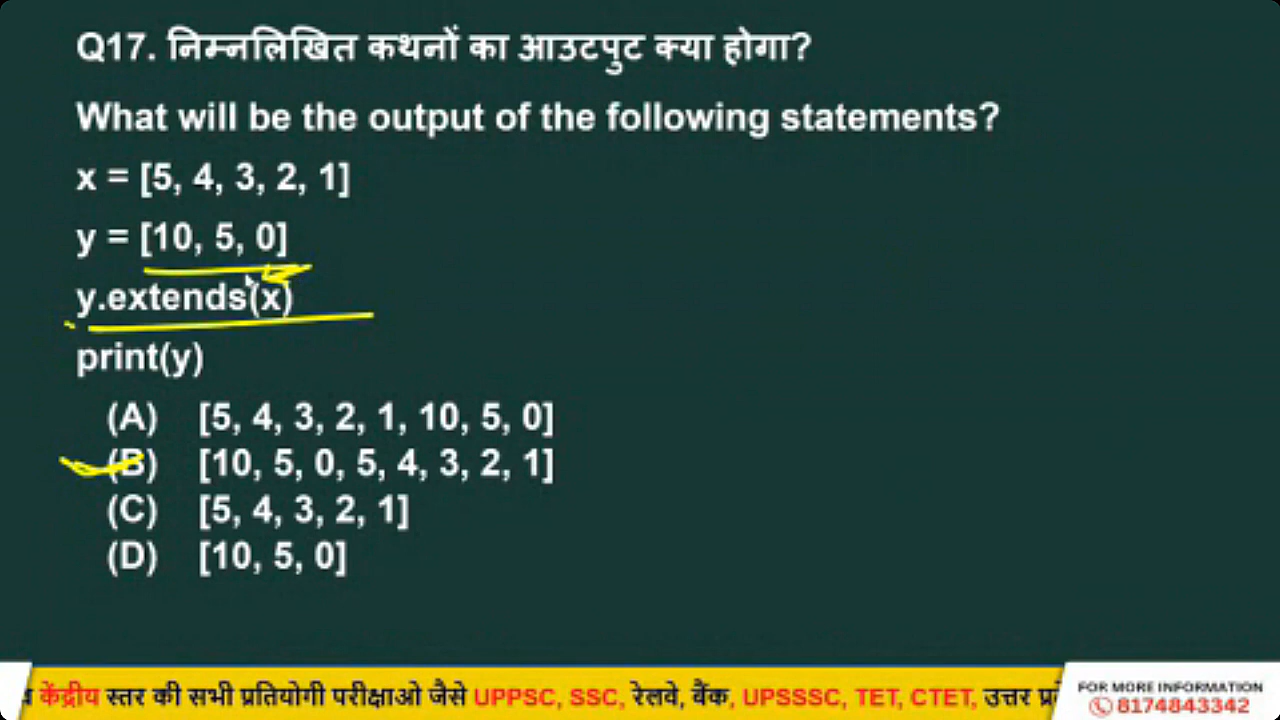 Q17. निम्नलिखित कथनों का आउटपुट क्या होगा?
What will be the output of the following statements?
x = [5, 4, 3, 2, 1]
y = [10, 5, 0]
y.extends(x)
print(y)
(A) [5, 4, 3, 2, 1, 10, 5, 0]
(B) [10, 5, 0, 5, 4, 3, 2, 1]
(C) [5, 4, 3, 2, 1]
(D) [10, 5, 0]
केंद्रीय स्तर की सभी प्रतियोगी परीक्षाओ जैसे UPPSC, SSC, रेलवे, बैंक, UPSSSC, TET, CTET, उत्तर
FOR MORE INFORMATION
8174843342